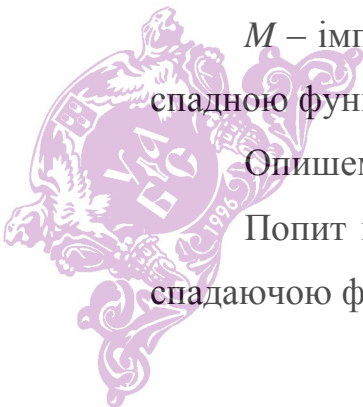 М – імп
спадною фун
Опишем
Попит
спадаючою ф
УАБС
1996